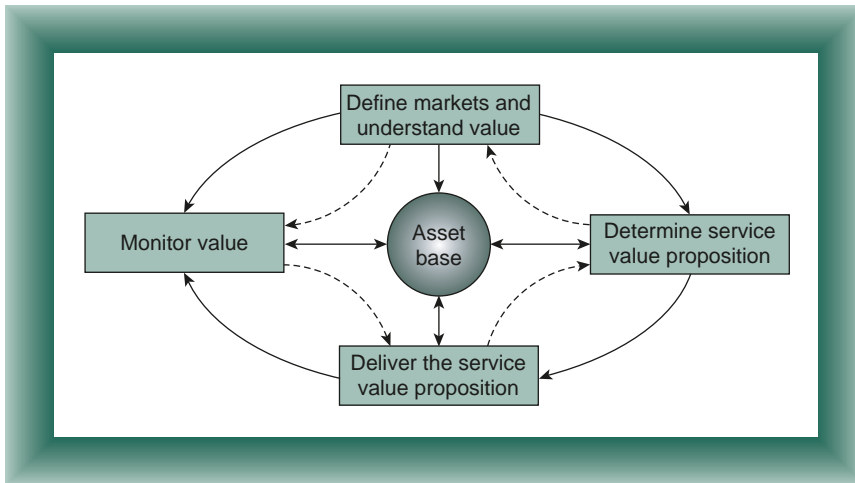 Define markets and
understand value
Asset
base
Monitor value
Determine service
value proposition
Deliver the service
value proposition